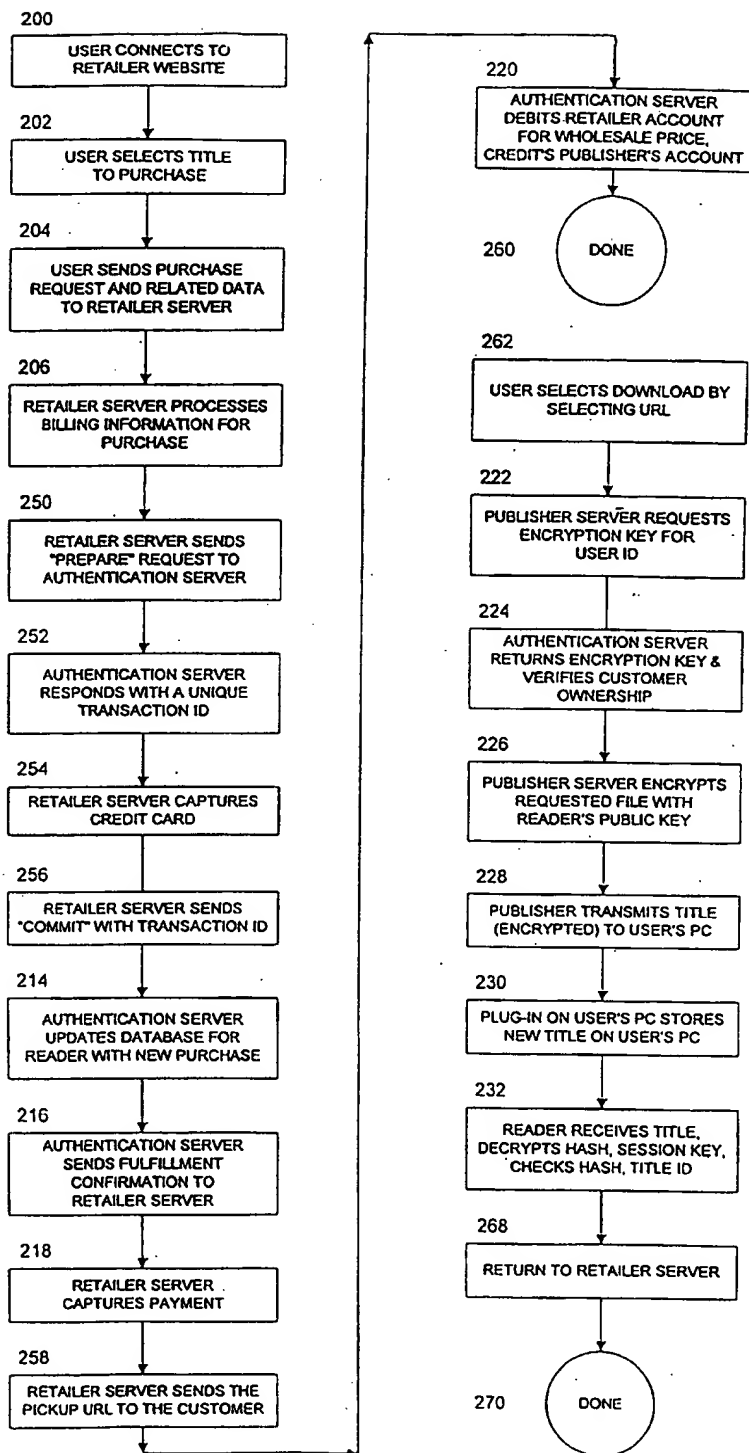 200
USER CONNECTS TO
RETAILER WEBSITE
202
USER SELECTS TITLE
TO PURCHASE
204
USER SENDS PURCHASE
REQUEST AND RELATED DATA
TO RETAILER SERVER
206
RETAILER SERVER PROCESSES
BILLING INFORMATION FOR
PURCHASE
250
RETAILER SERVER SENDS
"PREPARE" REQUEST TO
AUTHENTICATION SERVER
252
AUTHENTICATION SERVER
RESPONDS WITH A UNIQUE
TRANSACTION ID
254
RETAILER SERVER CAPTURES
CREDIT CARD
256
RETAILER SERVER SENDS
"COMMIT" WITH TRANSACTION ID
214
AUTHENTICATION SERVER
UPDATES DATABASE FOR
READER WITH NEW PURCHASE
216
AUTHENTICATION SERVER
SENDS FULFILLMENT
CONFIRMATION TO
RETAILER SERVER
218
RETAILER SERVER
CAPTURES PAYMENT
258
RETAILER SERVER SENDS THE
PICKUP URL TO THE CUSTOMER
220
AUTHENTICATION SERVER
DEBITS RETAILER ACCOUNT
FOR WHOLESALE PRICE,
CREDIT'S PUBLISHER'S ACCOUNT
260
DONE
262
USER SELECTS DOWNLOAD BY
SELECTING URL
222
PUBLISHER SERVER REQUESTS
ENCRYPTION KEY FOR
USER ID
224
AUTHENTICATION SERVER
RETURNS ENCRYPTION KEY &
VERIFIES CUSTOMER
OWNERSHIP
226
PUBLISHER SERVER ENCRYPTS
REQUESTED FILE WITH
READER'S PUBLIC KEY
228
PUBLISHER TRANSMITS TITLE
(ENCRYPTED) TO USER'S PC
230
PLUG-IN ON USER'S PC STORES
NEW TITLE ON USER'S PC
232
READER RECEIVES TITLE,
DECRYPTS HASH, SESSION KEY,
CHECKS HASH, TITLE ID
268
RETURN TO RETAILER SERVER
270
DONE